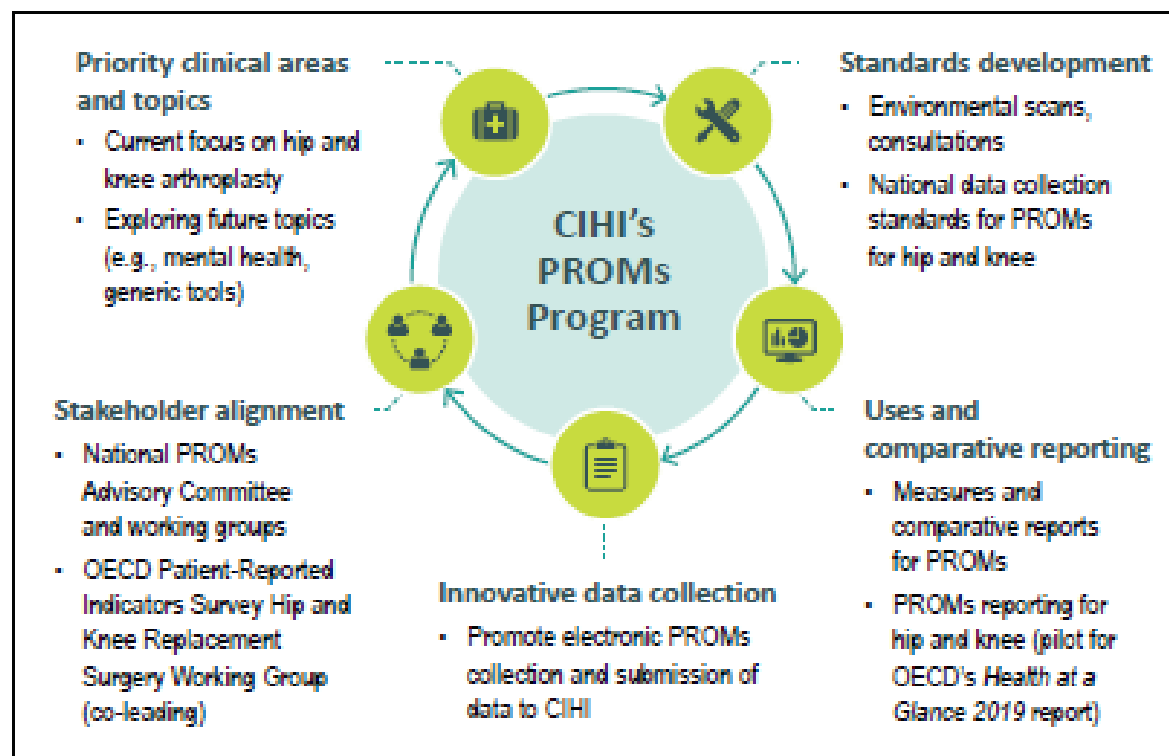 Priority clinical areas
and topics
▪ Current focus on hip and
knee arthroplasty
▪ Exploring future topics
(e.g., mental health,
generic tools)
Standards development
▪ Environmental scans,
consultations
▪ National data collection
standards for PROMs
for hip and knee
CIHI's
PROMs
Program
Stakeholder alignment
▪ National PROMs
Advisory Committee
and working groups
▪ OECD Patient-Reported
Indicators Survey Hip and
Knee Replacement
Surgery Working Group
(co-leading)
Innovative data collection
▪ Promote electronic PROMs
collection and submission of
data to CIHI
Uses and
comparative reporting
▪ Measures and
comparative reports
for PROMs
▪ PROMs reporting for
hip and knee (pilot for
OECD's Health at a
Glance 2019 report)